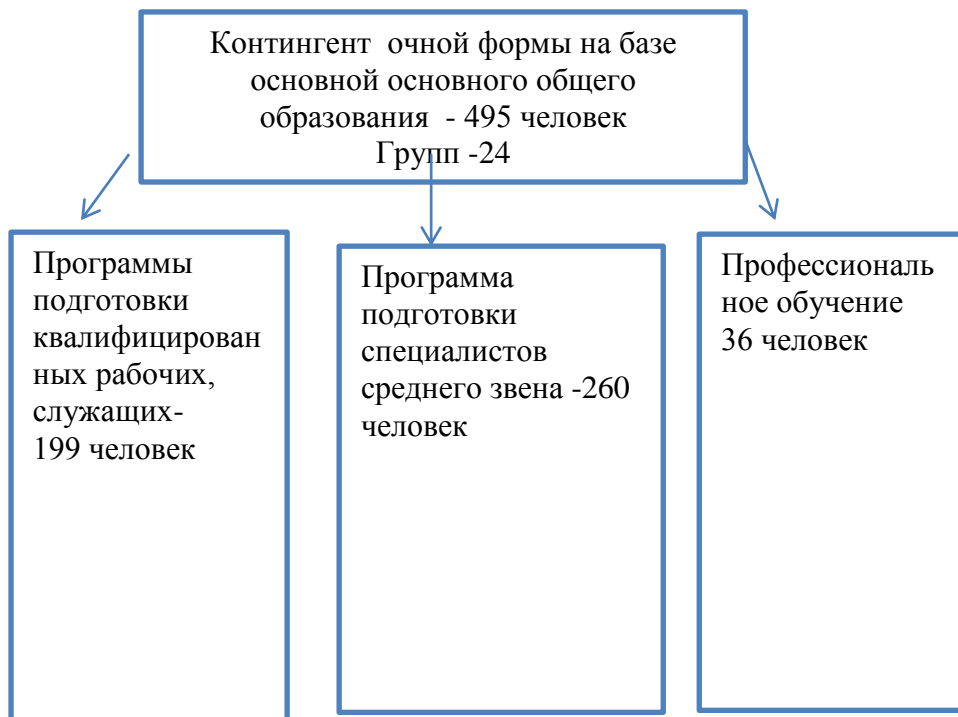 Контингент  очной формы на базе
основной основного общего
образования  - 495 человек
Групп -24
Программы
подготовки
квалифицирован
ных рабочих,
служащих-
199 человек
Программа
подготовки
специалистов
среднего звена -260
человек
Профессиональ
ное обучение
36 человек